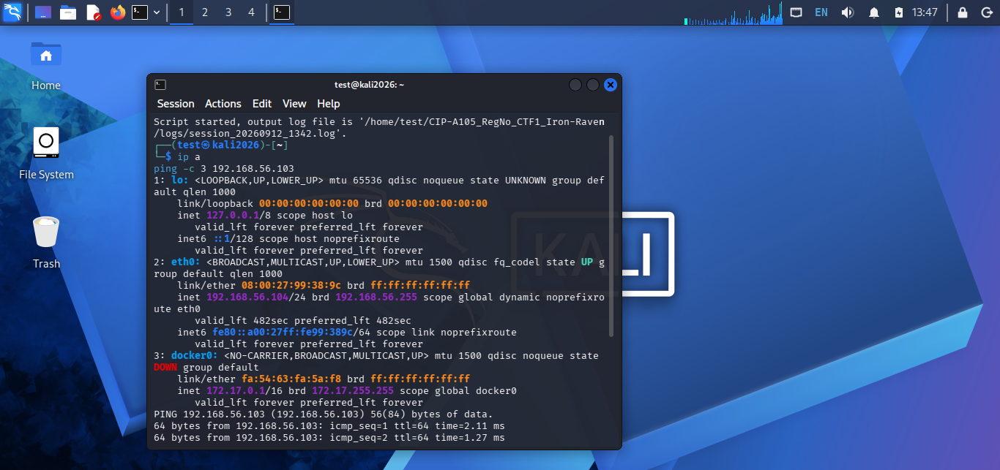 1 2 3 4 EN 13:47
Home
File System
Trash
test@kali2026: ~
Session Actions Edit View Help
Script started, output log file is '/home/test/CIP-A105_RegNo_CTF1_Iron-Raven
/logs/session_20260912_1342.log'.
┌──(test㉿kali2026)-[~]
└─$ ip a
ping -c 3 192.168.56.103
1: lo: <LOOPBACK,UP,LOWER_UP> mtu 65536 qdisc noqueue state UNKNOWN group def
ault qlen 1000
    link/loopback 00:00:00:00:00:00 brd 00:00:00:00:00:00
    inet 127.0.0.1/8 scope host lo
       valid_lft forever preferred_lft forever
    inet6 ::1/128 scope host noprefixroute
       valid_lft forever preferred_lft forever
2: eth0: <BROADCAST,MULTICAST,UP,LOWER_UP> mtu 1500 qdisc fq_codel state UP g
roup default qlen 1000
    link/ether 08:00:27:99:38:9c brd ff:ff:ff:ff:ff:ff
    inet 192.168.56.104/24 brd 192.168.56.255 scope global dynamic noprefixro
ute eth0
       valid_lft 482sec preferred_lft 482sec
    inet6 fe80::a00:27ff:fe99:389c/64 scope link noprefixroute
       valid_lft forever preferred_lft forever
3: docker0: <NO-CARRIER,BROADCAST,MULTICAST,UP> mtu 1500 qdisc noqueue state
DOWN group default
    link/ether fa:54:63:fa:5a:f8 brd ff:ff:ff:ff:ff:ff
    inet 172.17.0.1/16 brd 172.17.255.255 scope global docker0
       valid_lft forever preferred_lft forever
PING 192.168.56.103 (192.168.56.103) 56(84) bytes of data.
64 bytes from 192.168.56.103: icmp_seq=1 ttl=64 time=2.11 ms
64 bytes from 192.168.56.103: icmp_seq=2 ttl=64 time=1.27 ms
KALI